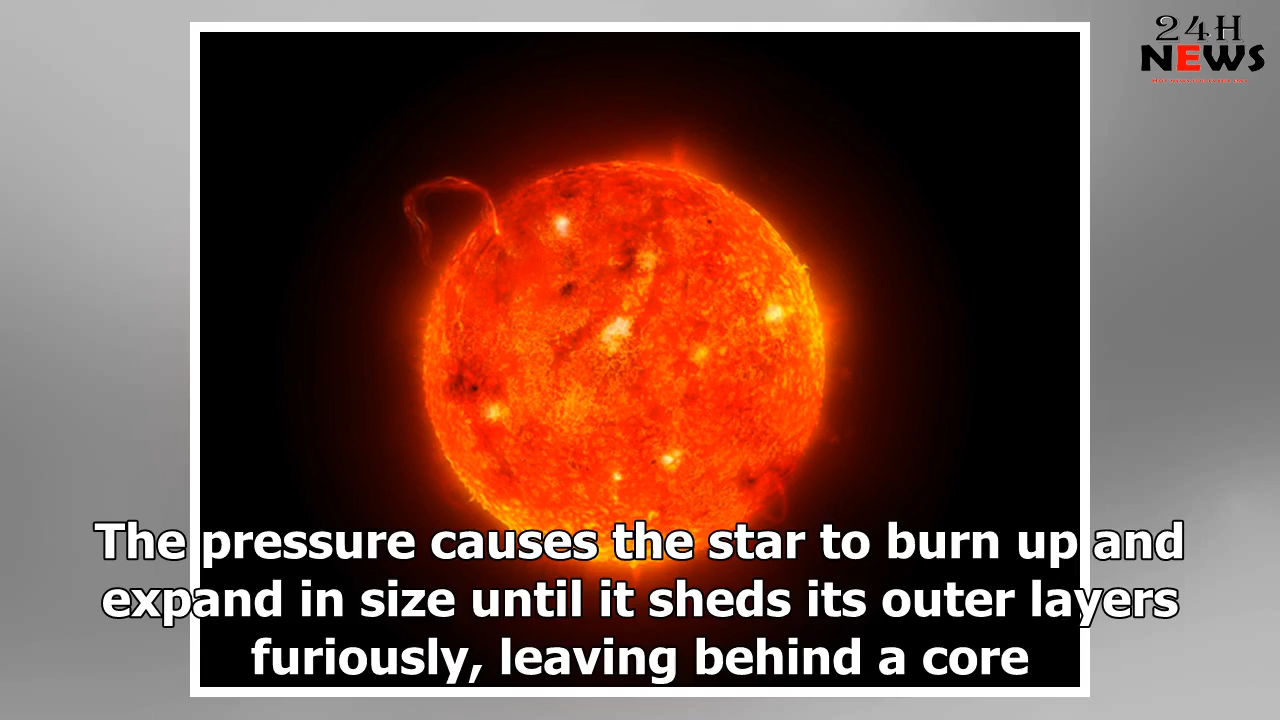 24H
NEWS
The pressure causes the star to burn up and
expand in size until it sheds its outer layers
furiously, leaving behind a core